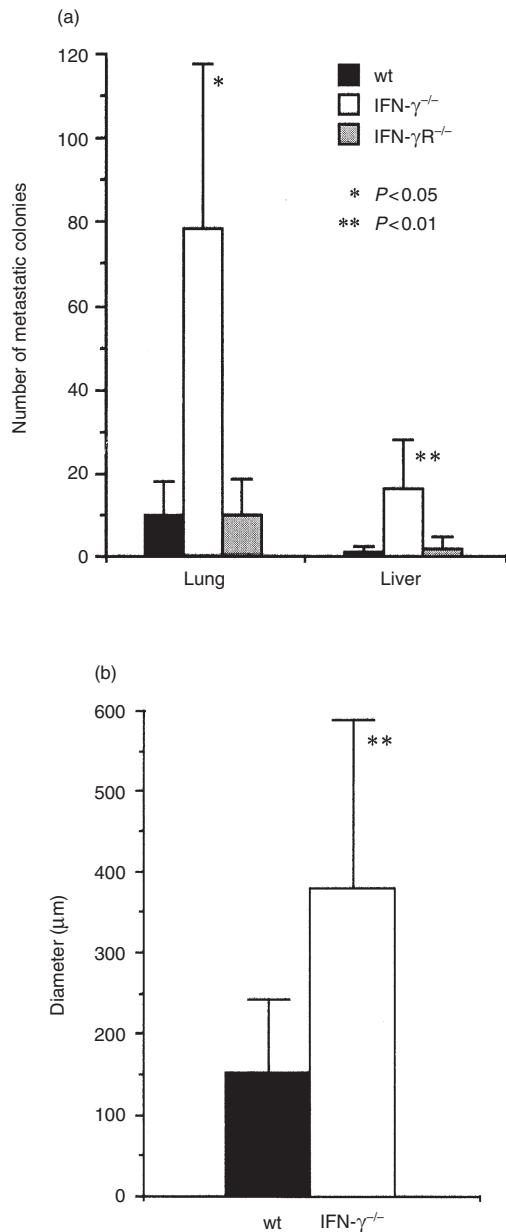 (a)
120
100
80
60
40
20
0
Number of metastatic colonies
wt
IFN-γ⁻/⁻
IFN-γR⁻/⁻
* P<0.05
** P<0.01
*
**
Lung Liver
(b)
600
500
400
300
200
100
0
Diameter (μm)
**
wt IFN-γ⁻/⁻